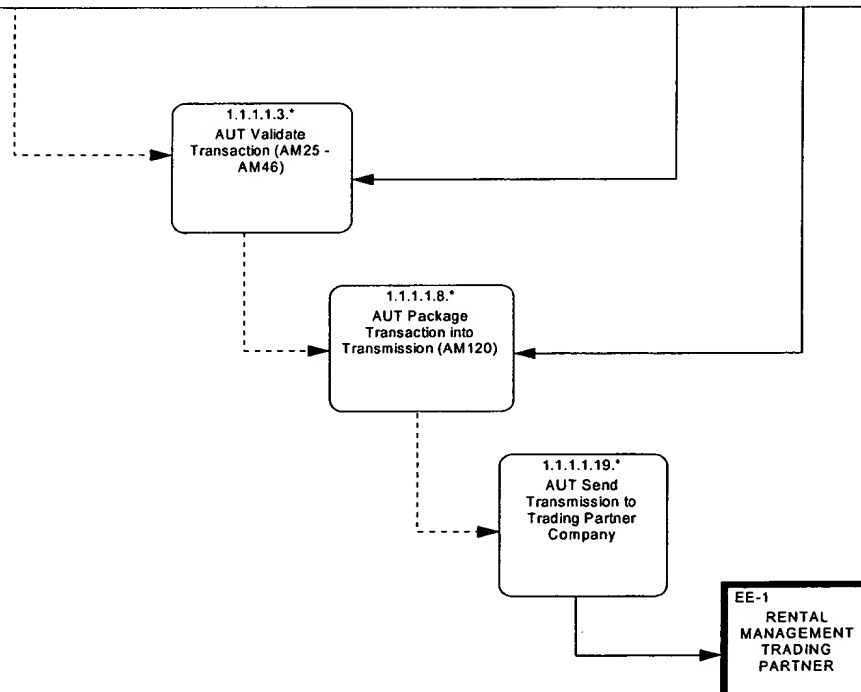 1.1.1.1.3.*
AUT Validate
Transaction (AM25 -
AM46)
1.1.1.1.8.*
AUT Package
Transaction into
Transmission (AM120)
1.1.1.1.19.*
AUT Send
Transmission to
Trading Partner
Company
EE-1
RENTAL
MANAGEMENT
TRADING
PARTNER